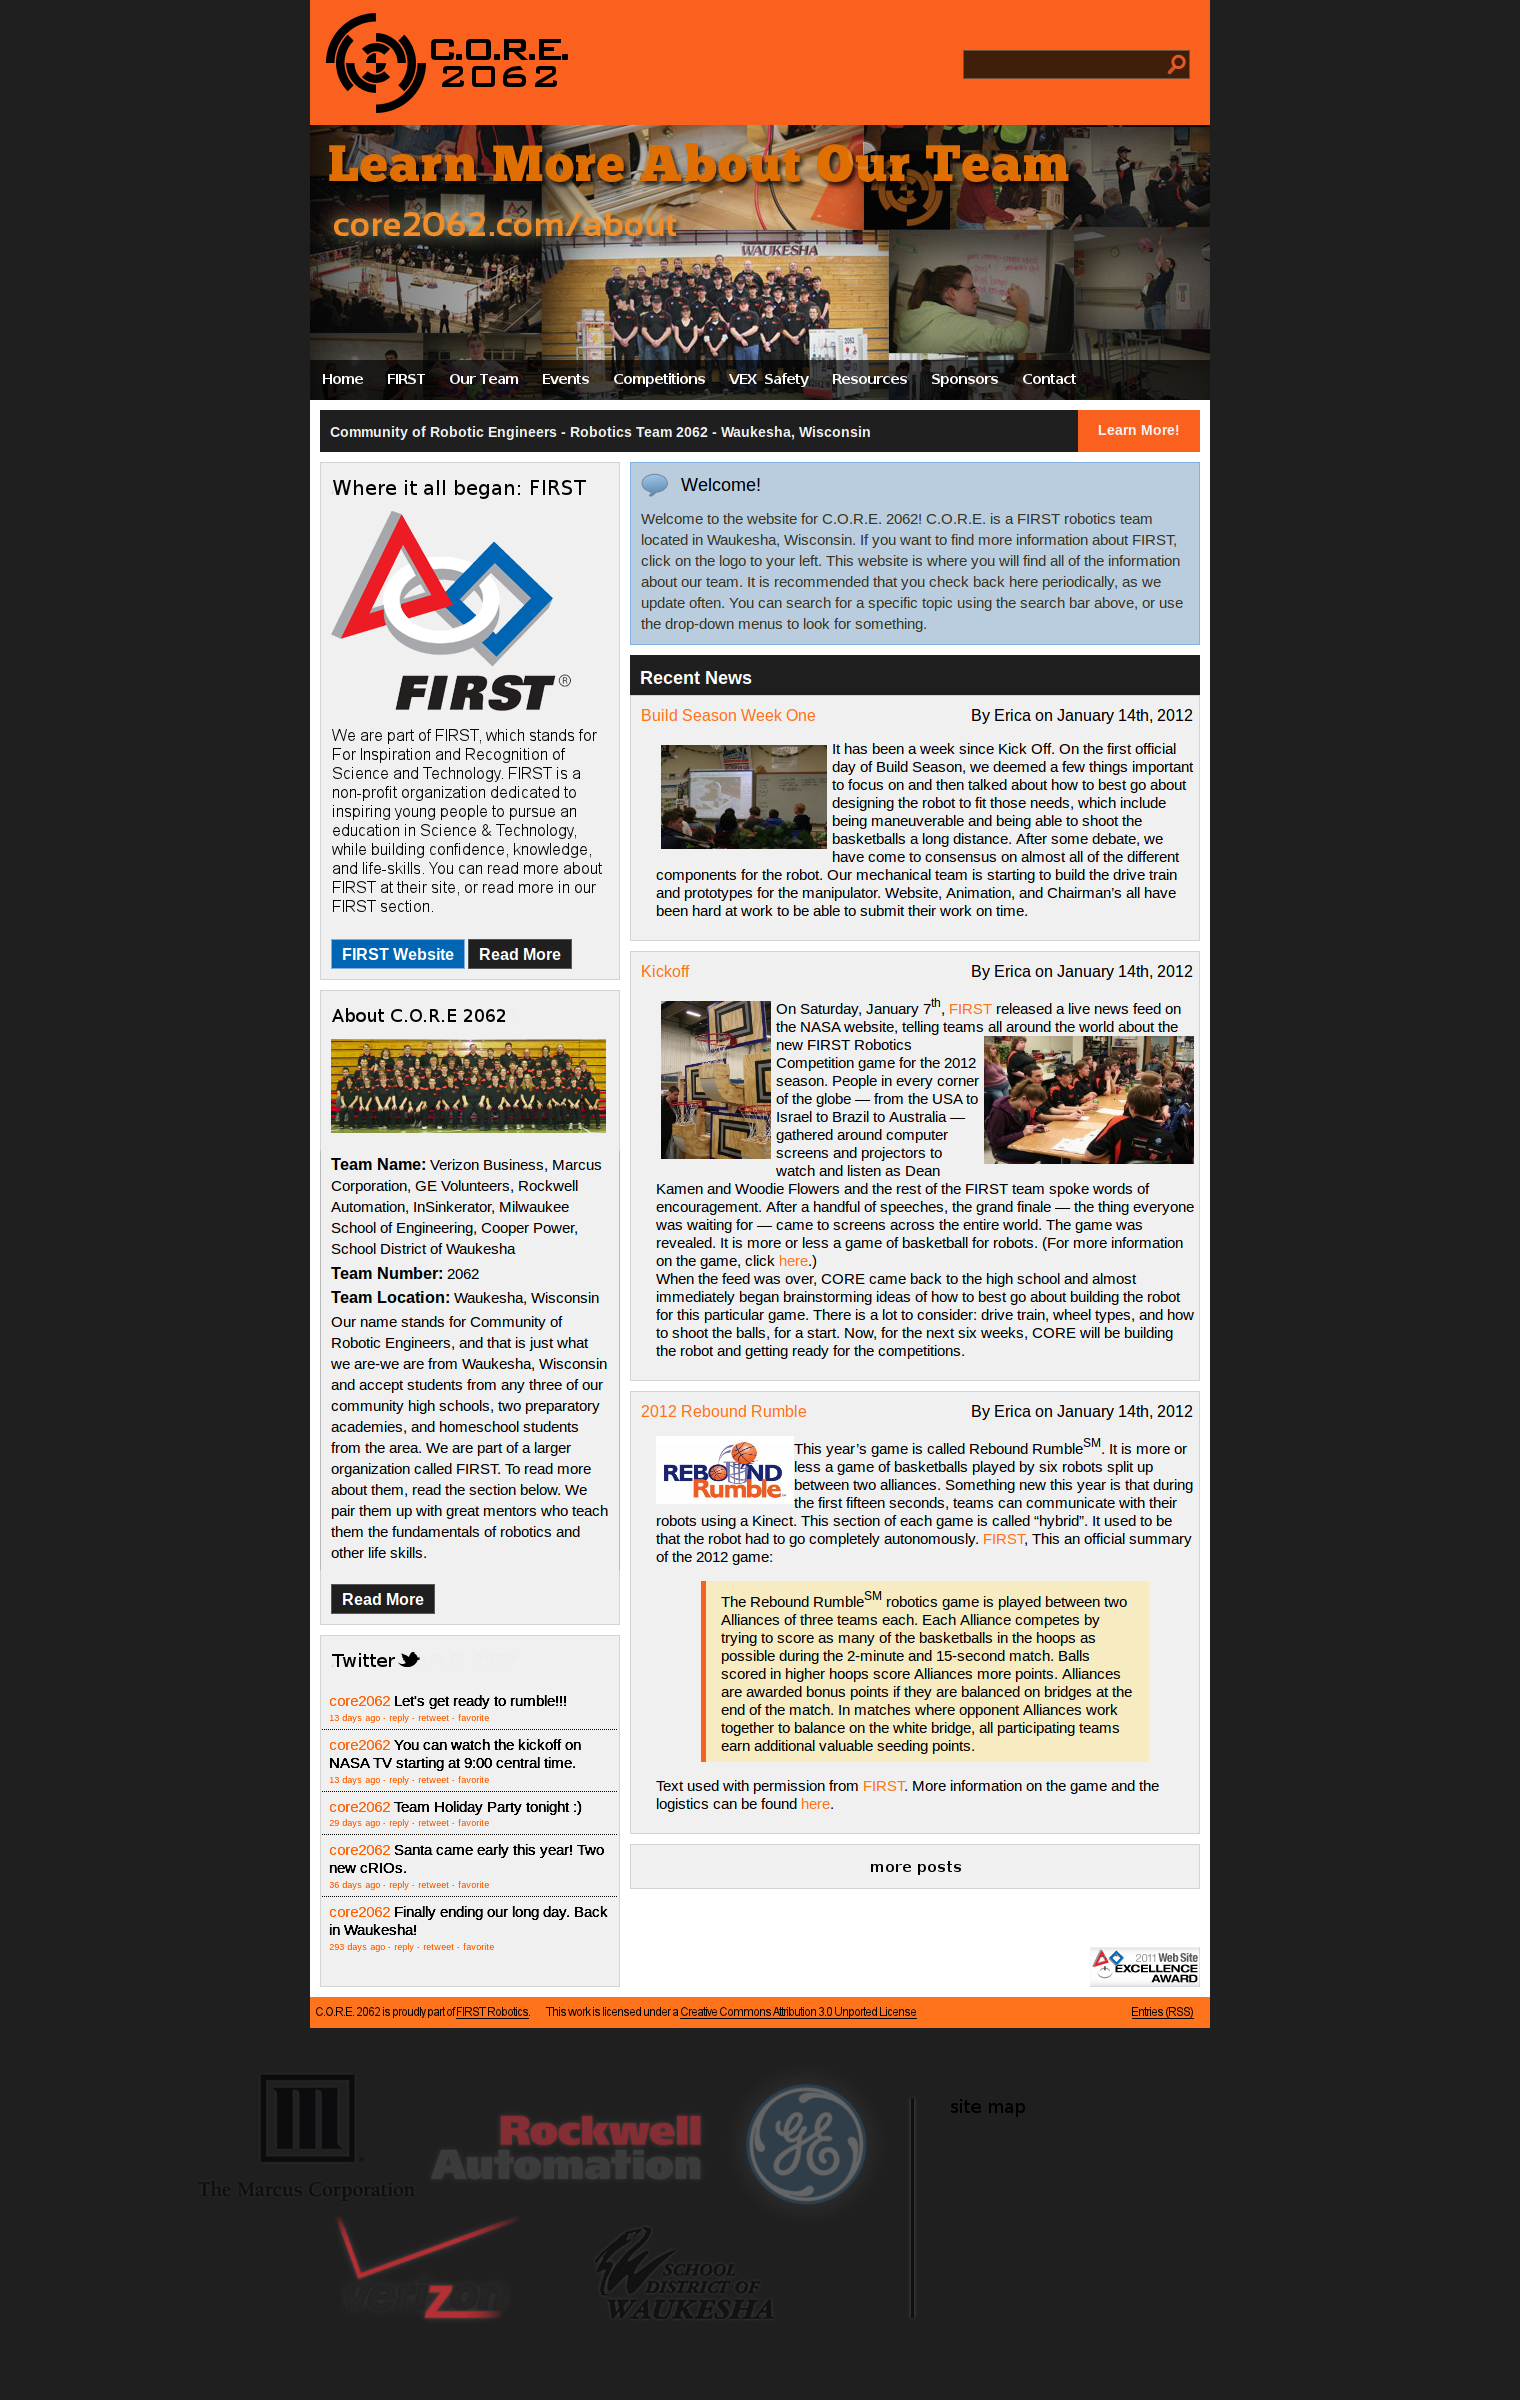 C.O.R.E.
2062
Learn More About Our Team
core2062.com/about
WAUKESHA
Home FIRST Our Team Events Competitions VEX Safety Resources Sponsors Contact
Community of Robotic Engineers - Robotics Team 2062 - Waukesha, Wisconsin
Learn More!
Where it all began: FIRST
FIRST®
We are part of FIRST, which stands for
For Inspiration and Recognition of
Science and Technology. FIRST is a
non-profit organization dedicated to
inspiring young people to pursue an
education in Science & Technology,
while building confidence, knowledge,
and life-skills. You can read more about
FIRST at their site, or read more in our
FIRST section.
FIRST Website Read More
About C.O.R.E 2062
Team Name: Verizon Business, Marcus
Corporation, GE Volunteers, Rockwell
Automation, InSinkerator, Milwaukee
School of Engineering, Cooper Power,
School District of Waukesha
Team Number: 2062
Team Location: Waukesha, Wisconsin
Our name stands for Community of
Robotic Engineers, and that is just what
we are-we are from Waukesha, Wisconsin
and accept students from any three of our
community high schools, two preparatory
academies, and homeschool students
from the area. We are part of a larger
organization called FIRST. To read more
about them, read the section below. We
pair them up with great mentors who teach
them the fundamentals of robotics and
other life skills.
Read More
Twitter
core2062 Let's get ready to rumble!!!
13 days ago - reply - retweet - favorite
core2062 You can watch the kickoff on
NASA TV starting at 9:00 central time.
13 days ago - reply - retweet - favorite
core2062 Team Holiday Party tonight :)
29 days ago - reply - retweet - favorite
core2062 Santa came early this year! Two
new cRIOs.
36 days ago - reply - retweet - favorite
core2062 Finally ending our long day. Back
in Waukesha!
293 days ago - reply - retweet - favorite
Welcome!
Welcome to the website for C.O.R.E. 2062! C.O.R.E. is a FIRST robotics team
located in Waukesha, Wisconsin. If you want to find more information about FIRST,
click on the logo to your left. This website is where you will find all of the information
about our team. It is recommended that you check back here periodically, as we
update often. You can search for a specific topic using the search bar above, or use
the drop-down menus to look for something.
Recent News
Build Season Week One By Erica on January 14th, 2012
It has been a week since Kick Off. On the first official
day of Build Season, we deemed a few things important
to focus on and then talked about how to best go about
designing the robot to fit those needs, which include
being maneuverable and being able to shoot the
basketballs a long distance. After some debate, we
have come to consensus on almost all of the different
components for the robot. Our mechanical team is starting to build the drive train
and prototypes for the manipulator. Website, Animation, and Chairman’s all have
been hard at work to be able to submit their work on time.
Kickoff By Erica on January 14th, 2012
On Saturday, January 7th, FIRST released a live news feed on
the NASA website, telling teams all around the world about the
new FIRST Robotics
Competition game for the 2012
season. People in every corner
of the globe — from the USA to
Israel to Brazil to Australia —
gathered around computer
screens and projectors to
watch and listen as Dean
Kamen and Woodie Flowers and the rest of the FIRST team spoke words of
encouragement. After a handful of speeches, the grand finale — the thing everyone
was waiting for — came to screens across the entire world. The game was
revealed. It is more or less a game of basketball for robots. (For more information
on the game, click here.)
When the feed was over, CORE came back to the high school and almost
immediately began brainstorming ideas of how to best go about building the robot
for this particular game. There is a lot to consider: drive train, wheel types, and how
to shoot the balls, for a start. Now, for the next six weeks, CORE will be building
the robot and getting ready for the competitions.
2012 Rebound Rumble By Erica on January 14th, 2012
REBOUND
Rumble
This year’s game is called Rebound RumbleSM. It is more or
less a game of basketballs played by six robots split up
between two alliances. Something new this year is that during
the first fifteen seconds, teams can communicate with their
robots using a Kinect. This section of each game is called “hybrid”. It used to be
that the robot had to go completely autonomously. FIRST, This an official summary
of the 2012 game:
The Rebound RumbleSM robotics game is played between two
Alliances of three teams each. Each Alliance competes by
trying to score as many of the basketballs in the hoops as
possible during the 2-minute and 15-second match. Balls
scored in higher hoops score Alliances more points. Alliances
are awarded bonus points if they are balanced on bridges at the
end of the match. In matches where opponent Alliances work
together to balance on the white bridge, all participating teams
earn additional valuable seeding points.
Text used with permission from FIRST. More information on the game and the
logistics can be found here.
more posts
2011 Web Site
EXCELLENCE
AWARD
C.O.R.E. 2062 is proudly part of FIRST Robotics. This work is licensed under a Creative Commons Attribution 3.0 Unported License Entries (RSS)
The Marcus Corporation
Rockwell
Automation
GE
site map
verizon
SCHOOL
DISTRICT OF
WAUKESHA